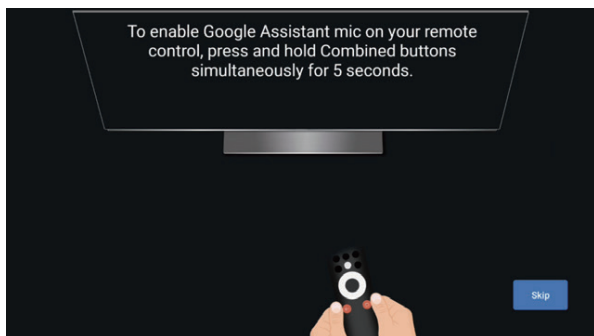 To enable Google Assistant mic on your remote
control, press and hold Combined buttons
simultaneously for 5 seconds.
Skip